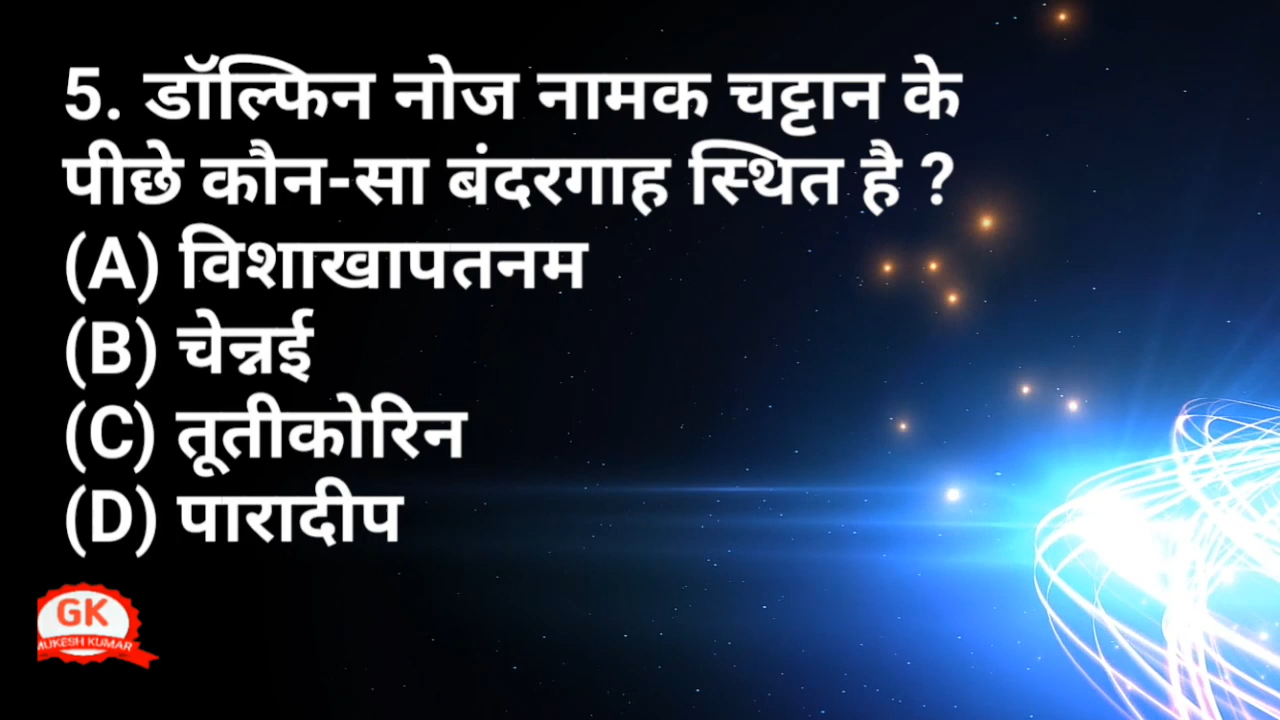 5. डॉल्फिन नोज नामक चट्टान के
पीछे कौन-सा बंदरगाह स्थित है ?
(A) विशाखापतनम
(B) चेन्नई
(C) तूतीकोरिन
(D) पारादीप
GK
MUKESH KUMAR